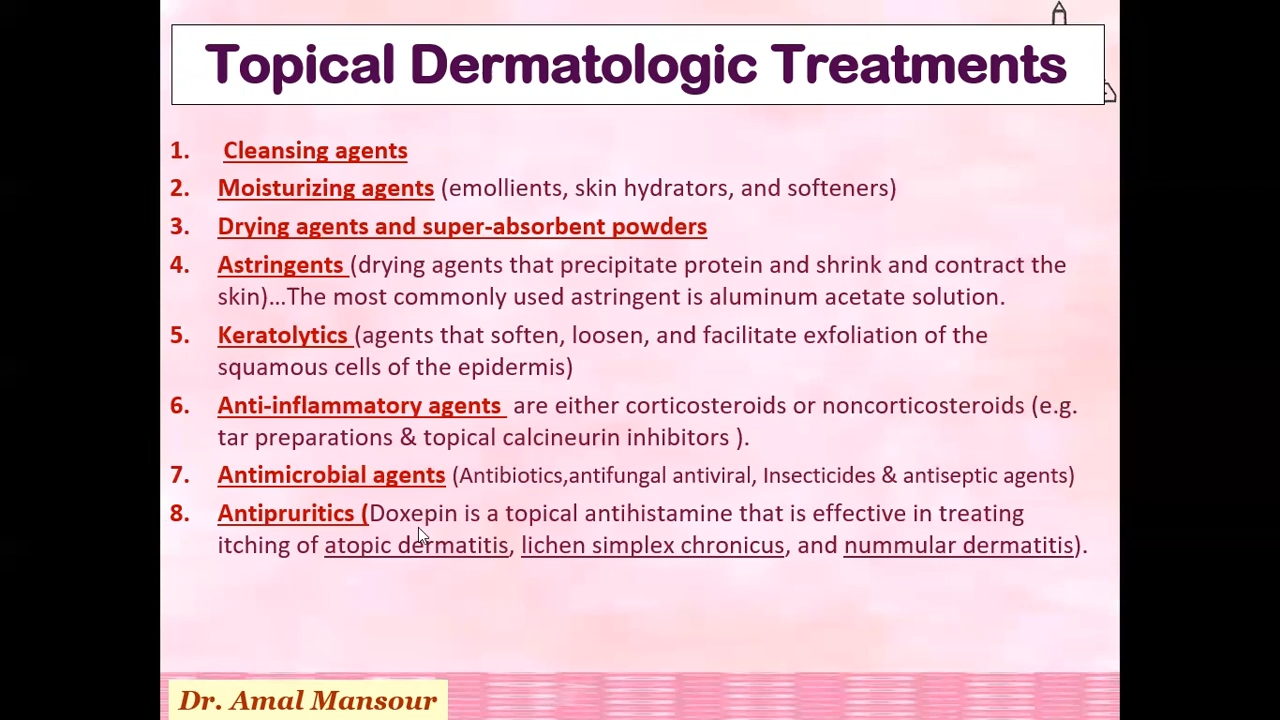 Topical Dermatologic Treatments
1. Cleansing agents
2. Moisturizing agents (emollients, skin hydrators, and softeners)
3. Drying agents and super-absorbent powders
4. Astringents (drying agents that precipitate protein and shrink and contract the
skin)...The most commonly used astringent is aluminum acetate solution.
5. Keratolytics (agents that soften, loosen, and facilitate exfoliation of the
squamous cells of the epidermis)
6. Anti-inflammatory agents are either corticosteroids or noncorticosteroids (e.g.
tar preparations & topical calcineurin inhibitors ).
7. Antimicrobial agents (Antibiotics,antifungal antiviral, Insecticides & antiseptic agents)
8. Antipruritics (Doxepin is a topical antihistamine that is effective in treating
itching of atopic dermatitis, lichen simplex chronicus, and nummular dermatitis).
Dr. Amal Mansour